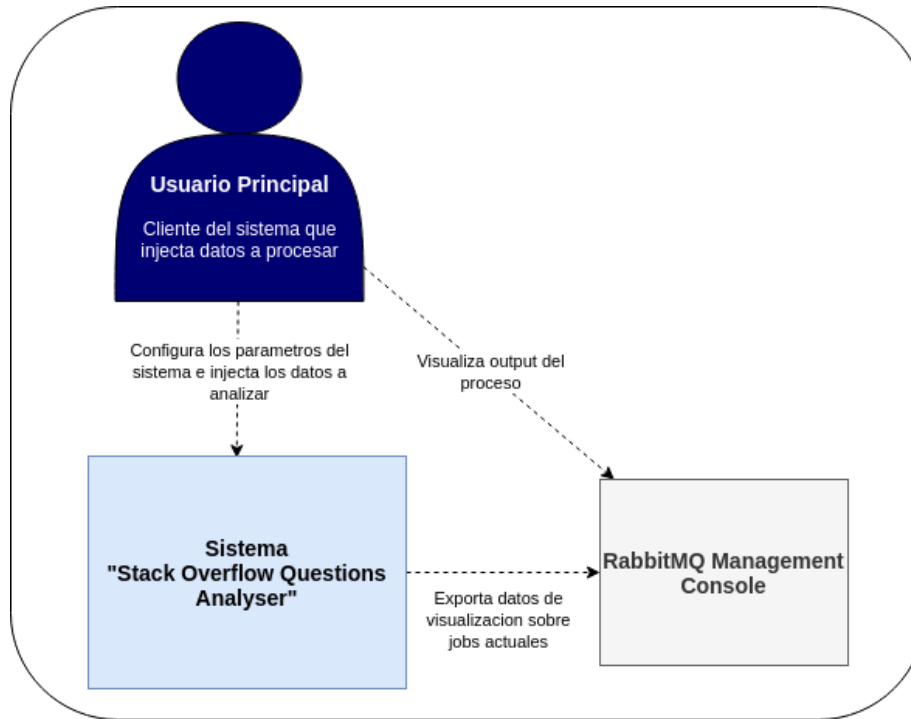 Usuario Principal
Cliente del sistema que
injecta datos a procesar
Configura los parametros del
sistema e injecta los datos a
analizar
Visualiza output del
proceso
Sistema
"Stack Overflow Questions
Analyser"
RabbitMQ Management
Console
Exporta datos de
visualizacion sobre
jobs actuales